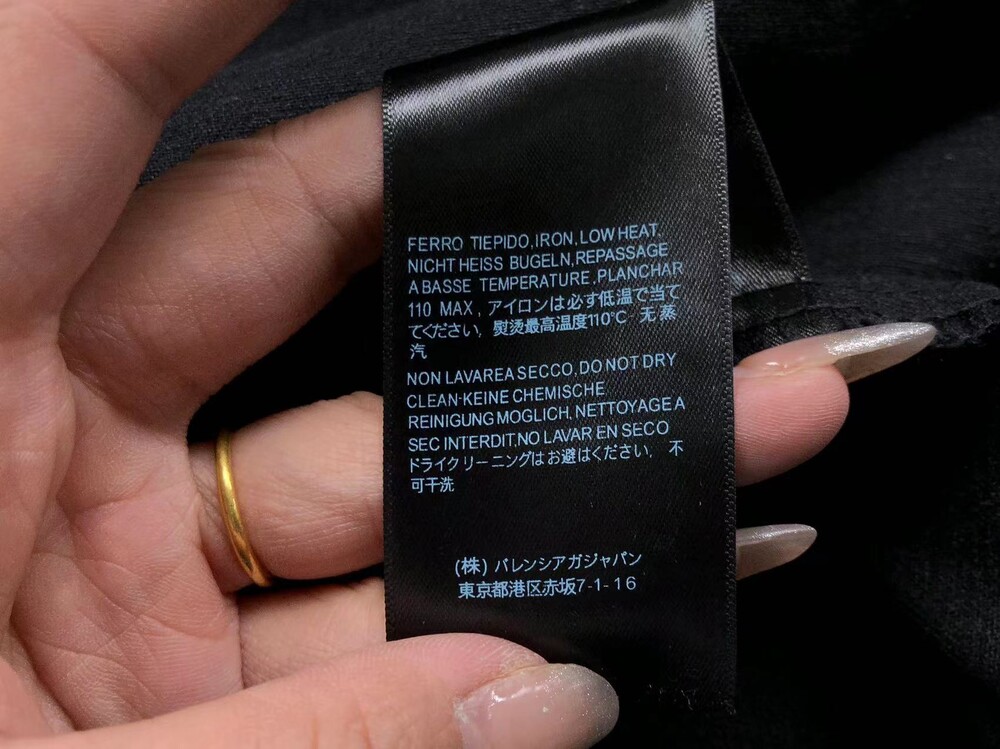 FERRO TIEPIDO,IRON,LOW HEAT.
NICHT HEISS BUGELN,REPASSAGE
A BASSE TEMPERATURE.PLANCHAR
110 MAX, アイロンは必ず低温で当て
てください, 熨烫最高温度110℃ 无蒸
汽
NON LAVAREA SECCO,DO NOT DRY
CLEAN-KEINE CHEMISCHE
REINIGUNG MOGLICH,NETTOYAGE A
SEC INTERDIT.NO LAVAR EN SECO
ドライクリーニングはお避はください, 不
可干洗
(株) バレンシアガジャパン
東京都港区赤坂7-1-16